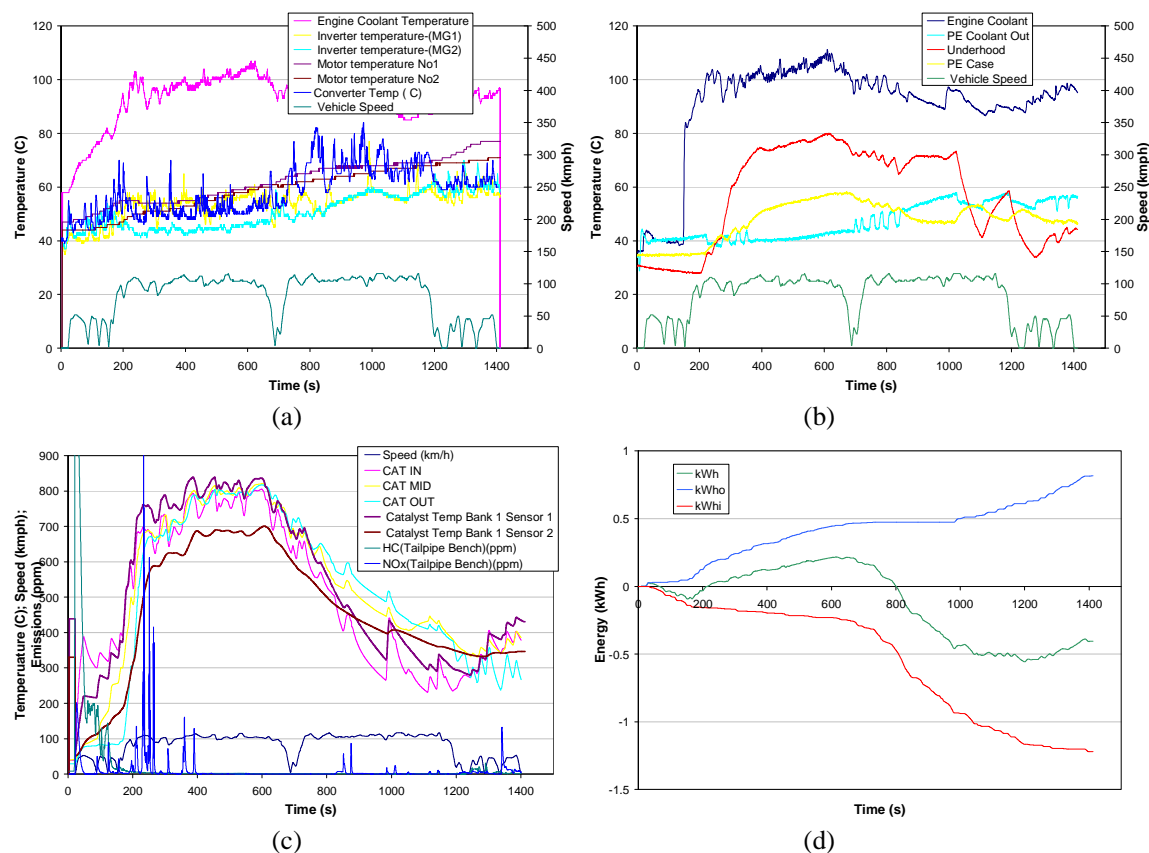 Engine Coolant Temperature
Inverter temperature-(MG1)
Inverter temperature-(MG2)
Motor temperature No1
Motor temperature No2
Converter Temp ( C)
Vehicle Speed
120
100
80
60
40
20
0
Temperature (C)
500
450
400
350
300
250
200
150
100
50
0
Speed (kmph)
0 200 400 600 800 1000 1200 1400
Time (s)
(a)
Engine Coolant
PE Coolant Out
Underhood
PE Case
Vehicle Speed
120
100
80
60
40
20
0
Temperature (C)
500
450
400
350
300
250
200
150
100
50
0
Speed (kmph)
0 200 400 600 800 1000 1200 1400
Time (s)
(b)
Speed (km/h)
CAT IN
CAT MID
CAT OUT
Catalyst Temp Bank 1 Sensor 1
Catalyst Temp Bank 1 Sensor 2
HC(Tailpipe Bench)(ppm)
NOx(Tailpipe Bench)(ppm)
900
800
700
600
500
400
300
200
100
0
Temperuature (C); Speed (kmph);
Emissions (ppm)
0 200 400 600 800 1000 1200 1400
Time (s)
(c)
kWh
kWho
kWhi
1
0.5
0
-0.5
-1
-1.5
Energy (kWh)
0 200 400 600 800 1000 1200 1400
Time (s)
(d)